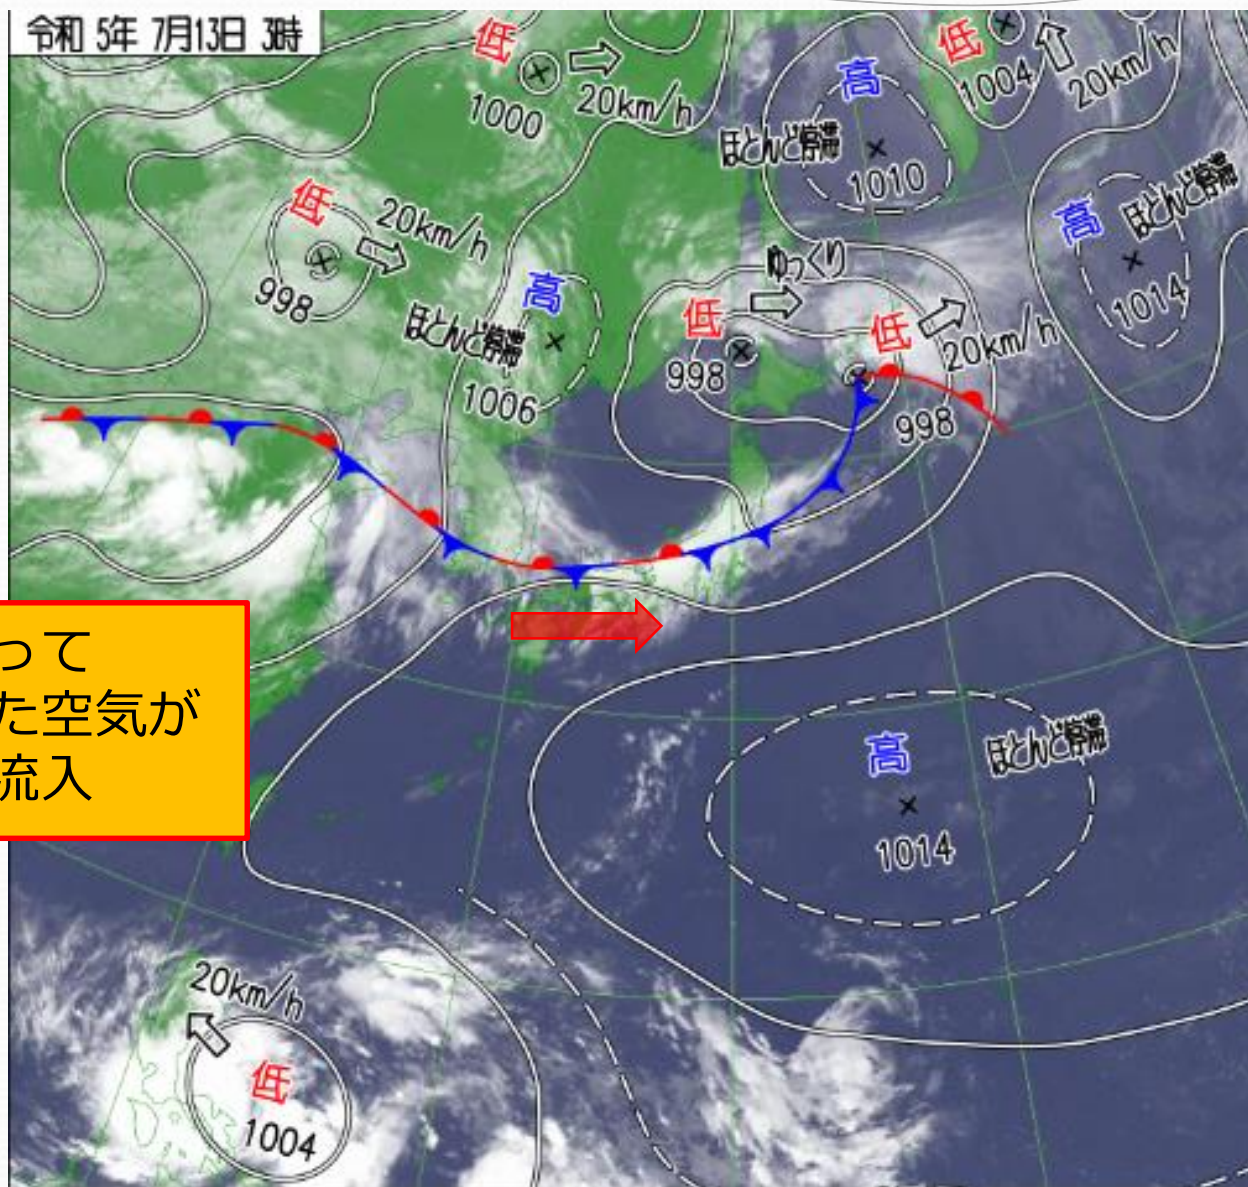 令和 5年 7月13日 3時
低
1000
20km/h
低
1004
20km/h
高
ほとんど停滞
1010
低
20km/h
998
高
ほとんど停滞
1014
高
ほとんど停滞
1006
ゆっくり
低
998
低
20km/h
998
って
た空気が
流入
高
ほとんど停滞
1014
20km/h
低
1004